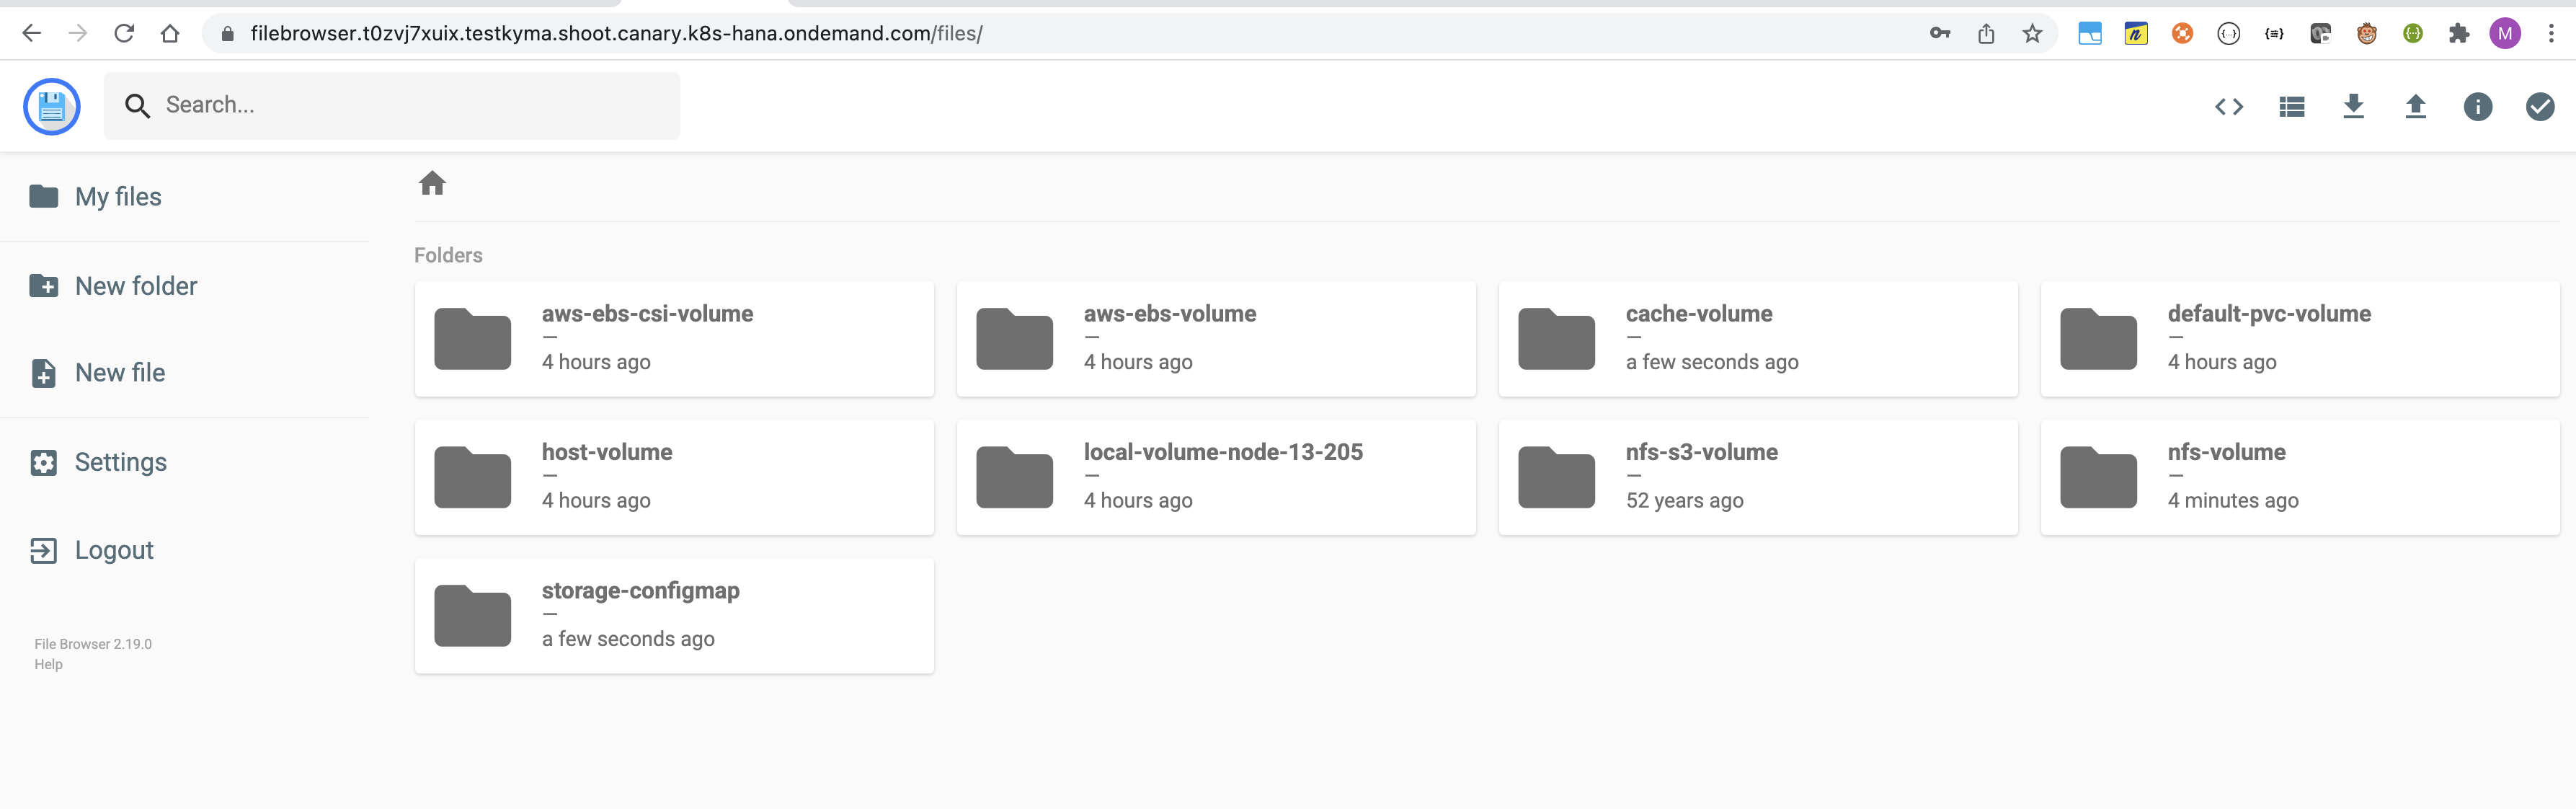 filebrowser.t0zvj7xuix.testkyma.shoot.canary.k8s-hana.ondemand.com/files/
M
Search...
My files
New folder
New file
Settings
Logout
File Browser 2.19.0
Help
Folders
aws-ebs-csi-volume
—
4 hours ago
aws-ebs-volume
—
4 hours ago
cache-volume
—
a few seconds ago
default-pvc-volume
—
4 hours ago
host-volume
—
4 hours ago
local-volume-node-13-205
—
4 hours ago
nfs-s3-volume
—
52 years ago
nfs-volume
—
4 minutes ago
storage-configmap
—
a few seconds ago